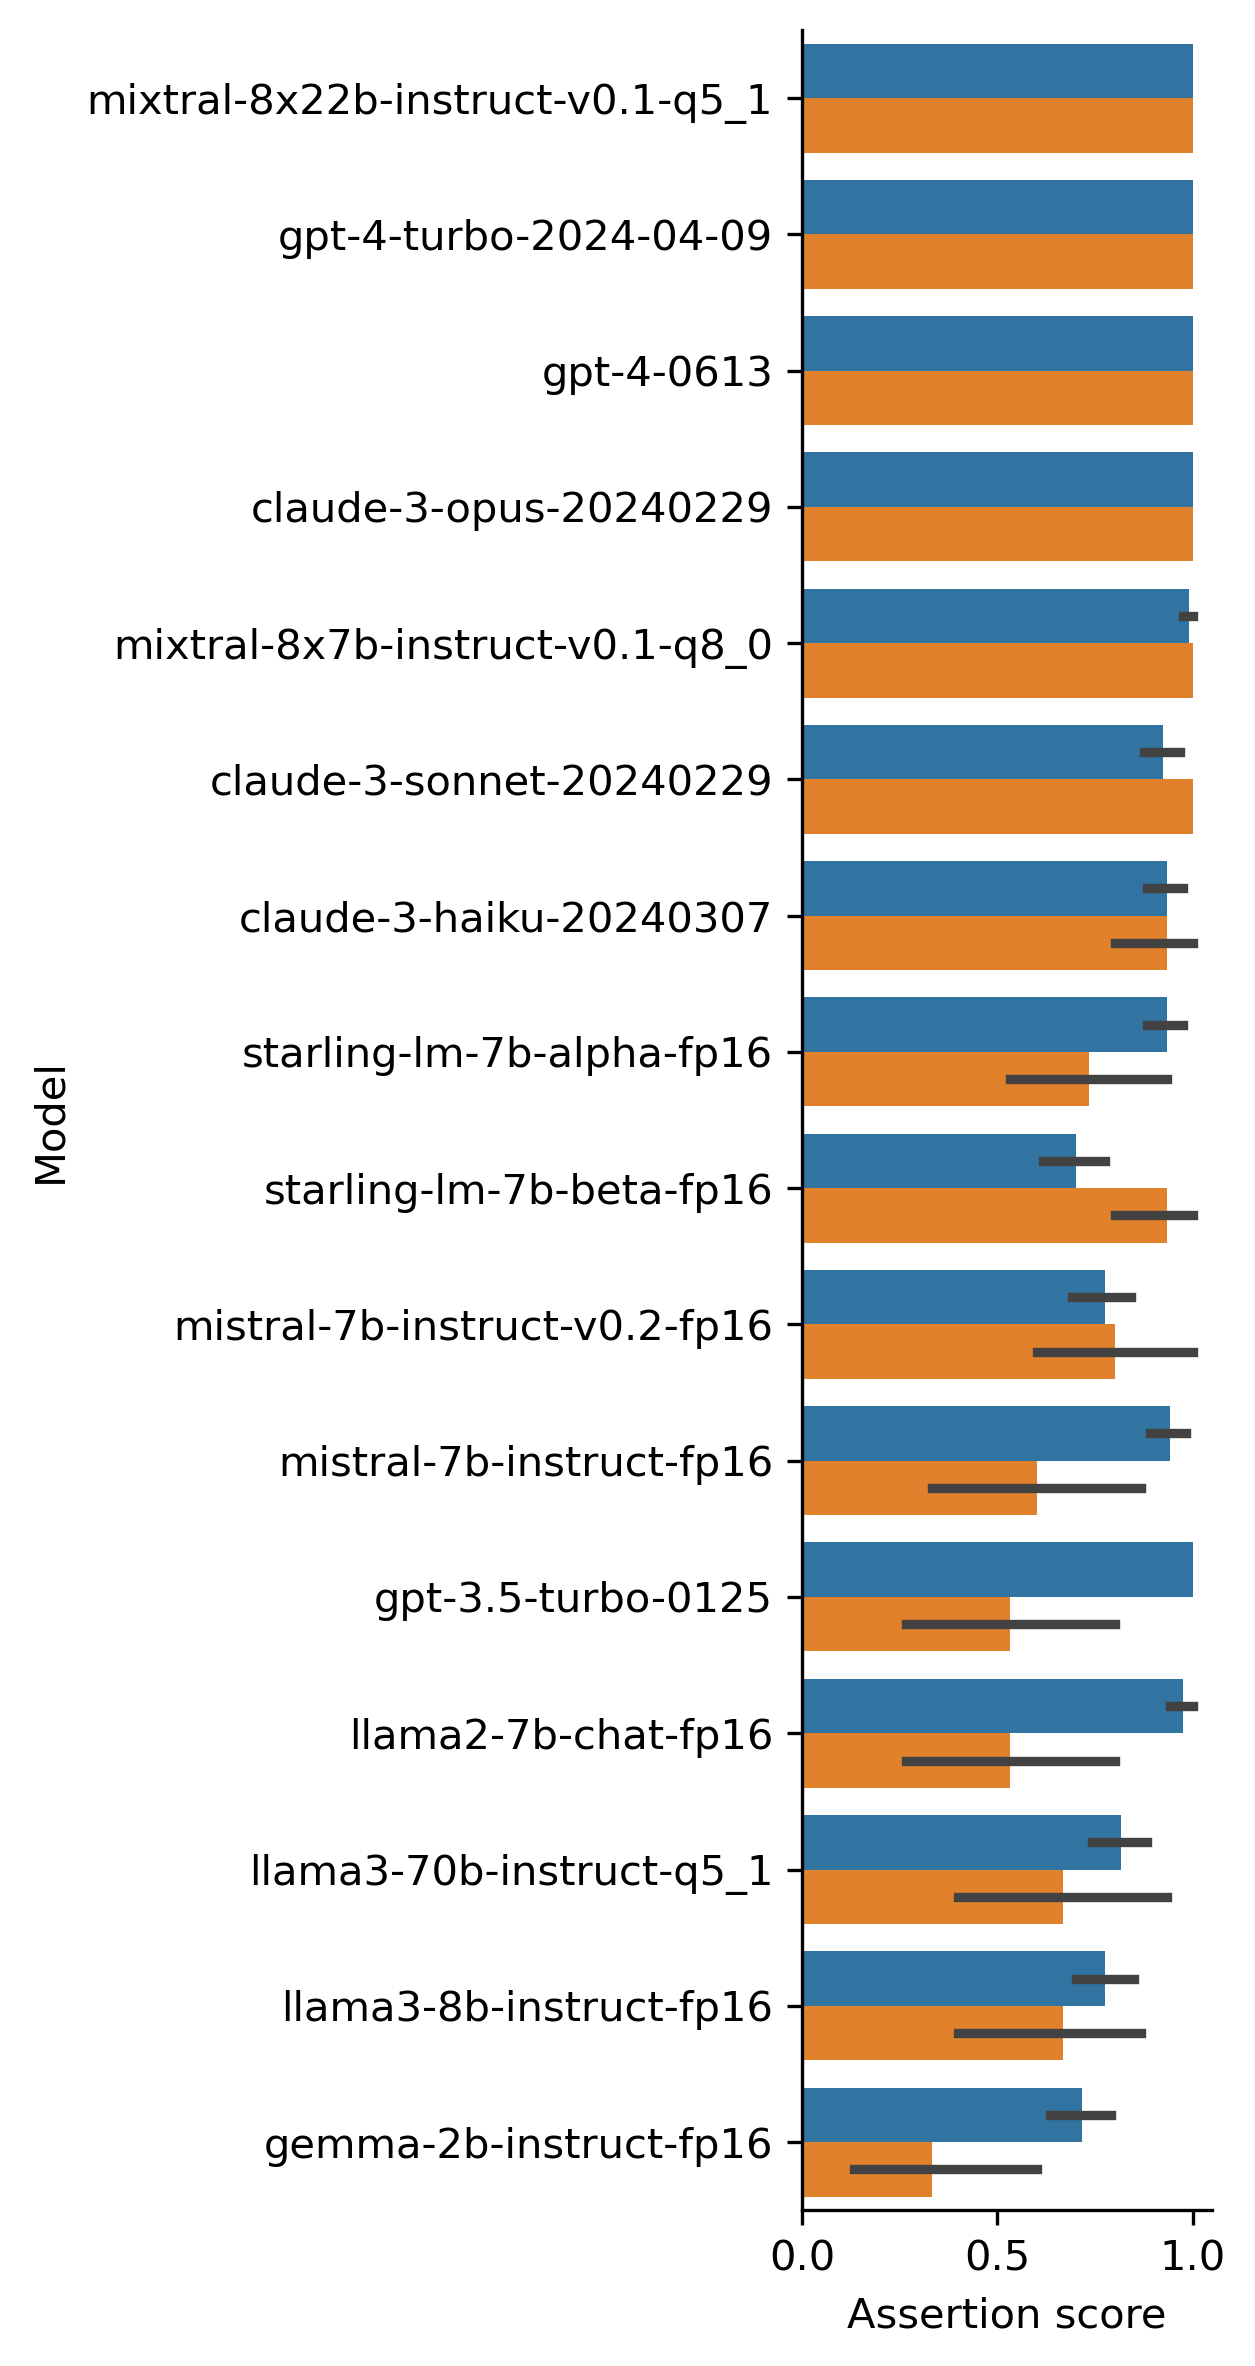 mixtral-8x22b-instruct-v0.1-q5_1
gpt-4-turbo-2024-04-09
gpt-4-0613
claude-3-opus-20240229
mixtral-8x7b-instruct-v0.1-q8_0
claude-3-sonnet-20240229
claude-3-haiku-20240307
starling-lm-7b-alpha-fp16
starling-lm-7b-beta-fp16
mistral-7b-instruct-v0.2-fp16
mistral-7b-instruct-fp16
gpt-3.5-turbo-0125
llama2-7b-chat-fp16
llama3-70b-instruct-q5_1
llama3-8b-instruct-fp16
gemma-2b-instruct-fp16
Model
0.0 0.5 1.0
Assertion score